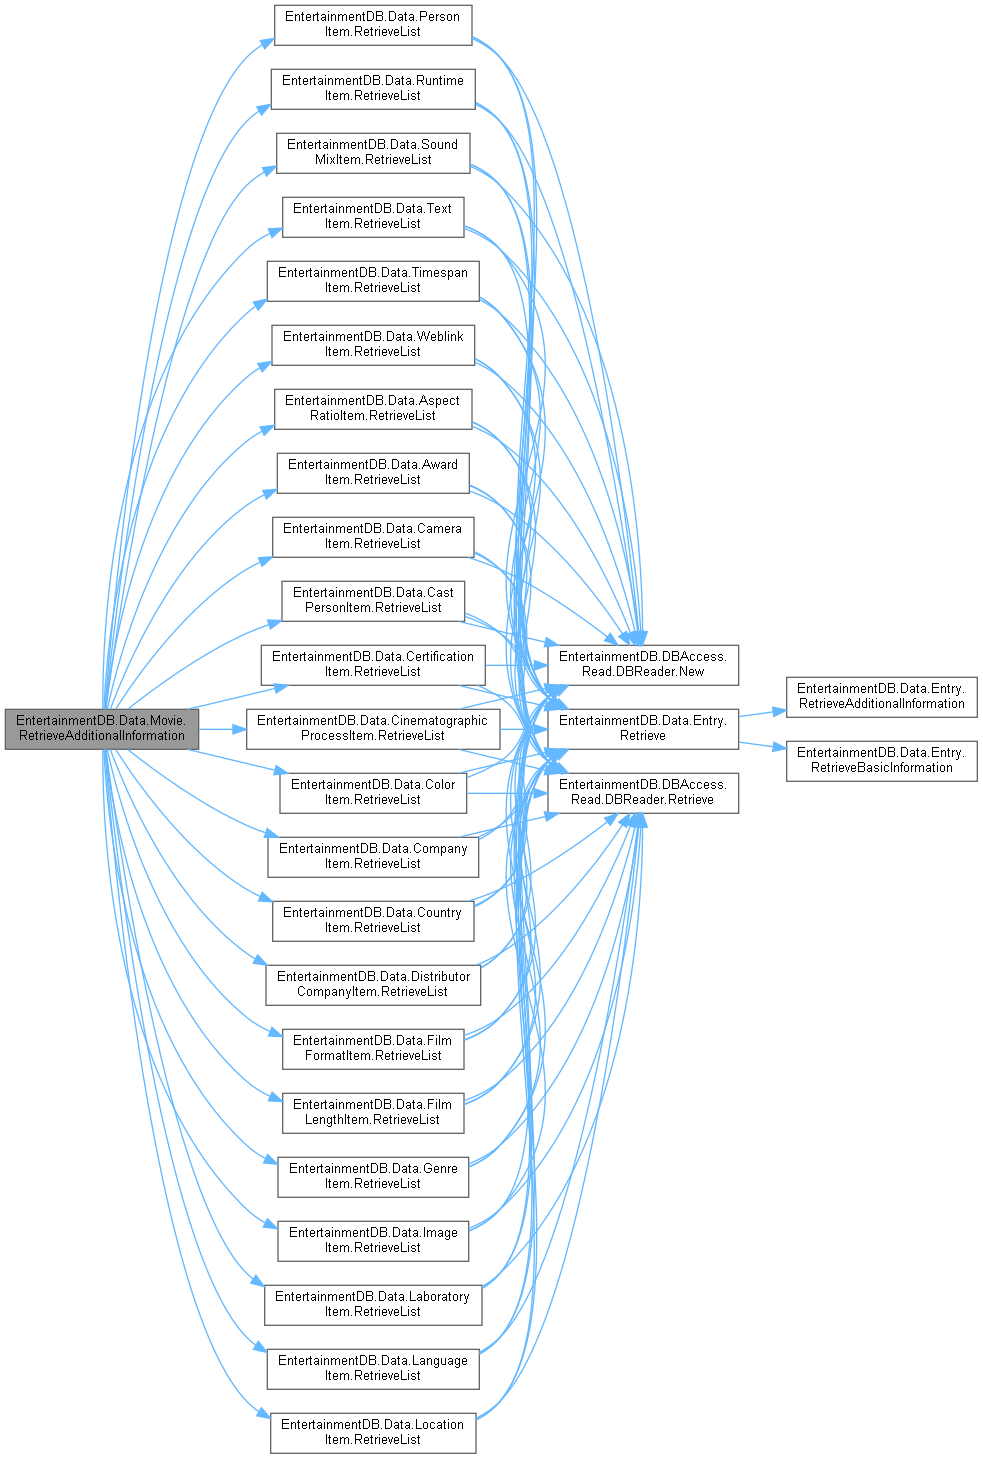 EntertainmentDB.Data.Movie.
RetrieveAdditionalInformation
EntertainmentDB.Data.Person
Item.RetrieveList
EntertainmentDB.Data.Runtime
Item.RetrieveList
EntertainmentDB.Data.Sound
MixItem.RetrieveList
EntertainmentDB.Data.Text
Item.RetrieveList
EntertainmentDB.Data.Timespan
Item.RetrieveList
EntertainmentDB.Data.Weblink
Item.RetrieveList
EntertainmentDB.Data.Aspect
RatioItem.RetrieveList
EntertainmentDB.Data.Award
Item.RetrieveList
EntertainmentDB.Data.Camera
Item.RetrieveList
EntertainmentDB.Data.Cast
PersonItem.RetrieveList
EntertainmentDB.Data.Certification
Item.RetrieveList
EntertainmentDB.Data.Cinematographic
ProcessItem.RetrieveList
EntertainmentDB.Data.Color
Item.RetrieveList
EntertainmentDB.Data.Company
Item.RetrieveList
EntertainmentDB.Data.Country
Item.RetrieveList
EntertainmentDB.Data.Distributor
CompanyItem.RetrieveList
EntertainmentDB.Data.Film
FormatItem.RetrieveList
EntertainmentDB.Data.Film
LengthItem.RetrieveList
EntertainmentDB.Data.Genre
Item.RetrieveList
EntertainmentDB.Data.Image
Item.RetrieveList
EntertainmentDB.Data.Laboratory
Item.RetrieveList
EntertainmentDB.Data.Language
Item.RetrieveList
EntertainmentDB.Data.Location
Item.RetrieveList
EntertainmentDB.DBAccess.
Read.DBReader.New
EntertainmentDB.Data.Entry.
Retrieve
EntertainmentDB.DBAccess.
Read.DBReader.Retrieve
EntertainmentDB.Data.Entry.
RetrieveAdditionalInformation
EntertainmentDB.Data.Entry.
RetrieveBasicInformation